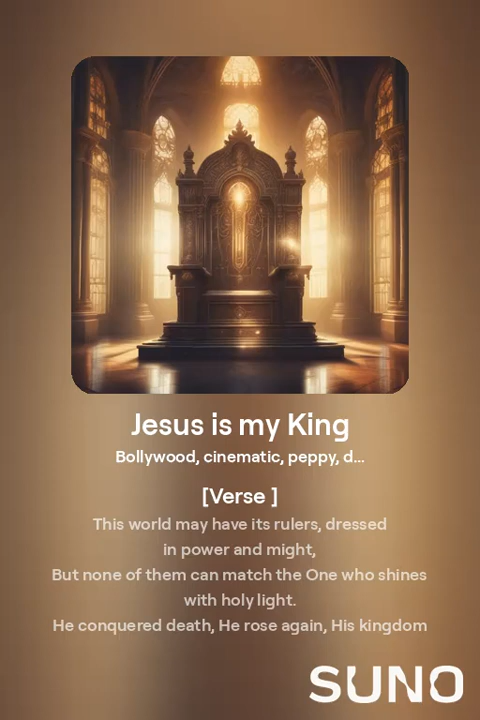 Jesus is my King
Bollywood, cinematic, peppy, d...
[Verse ]
This world may have its rulers, dressed
in power and might,
But none of them can match the One who shines
with holy light.
He conquered death, He rose again, His kingdom
SUNO